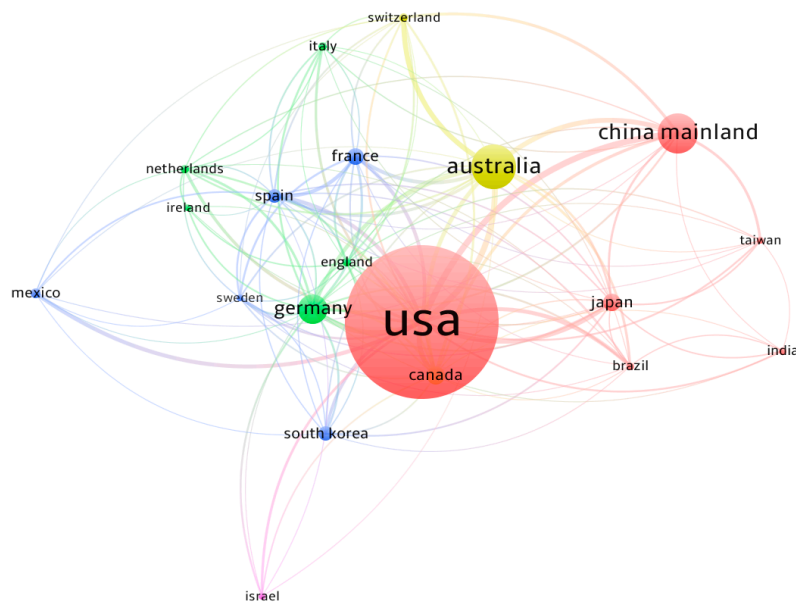 switzerland
italy
china mainland
france
australia
netherlands
spain
ireland
taiwan
england
mexico
sweden
germany
japan
usa
india
brazil
canada
south korea
israel